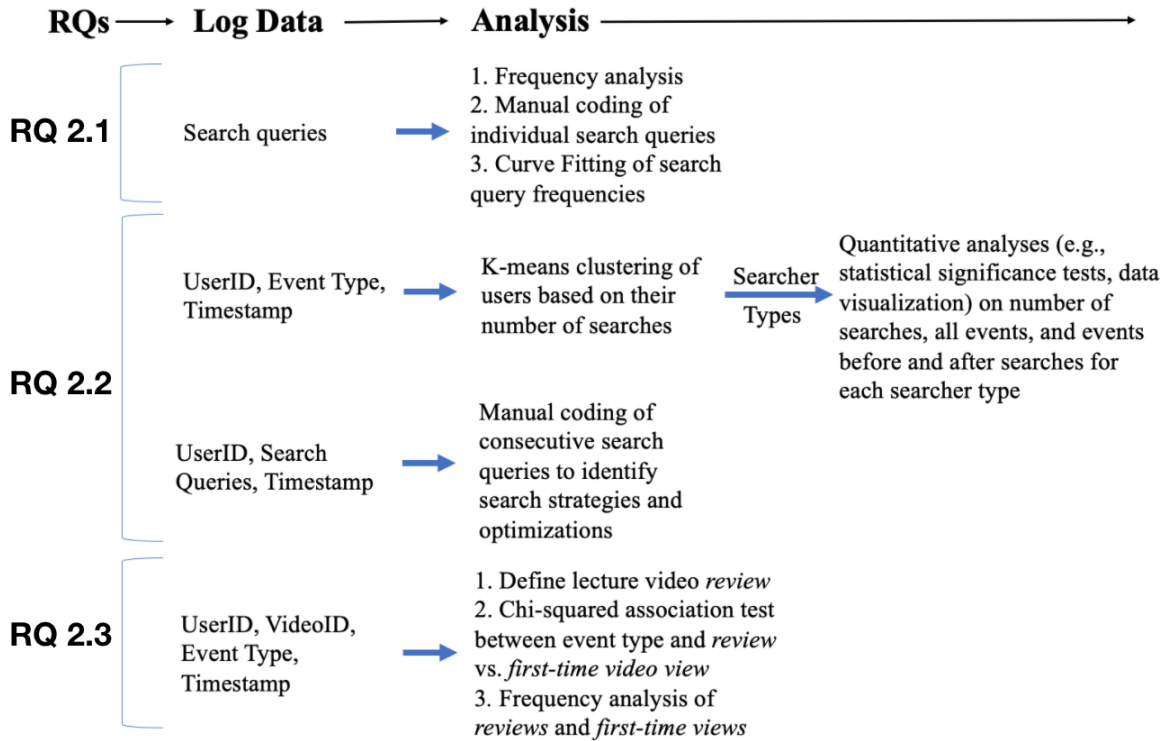 RQs Log Data Analysis
RQ 2.1
Search queries
1. Frequency analysis
2. Manual coding of
individual search queries
3. Curve Fitting of search
query frequencies
RQ 2.2
UserID, Event Type,
Timestamp
K-means clustering of
users based on their
number of searches
Searcher
Types
Quantitative analyses (e.g.,
statistical significance tests, data
visualization) on number of
searches, all events, and events
before and after searches for
each searcher type
UserID, Search
Queries, Timestamp
Manual coding of
consecutive search
queries to identify
search strategies and
optimizations
RQ 2.3
UserID, VideoID,
Event Type,
Timestamp
1. Define lecture video review
2. Chi-squared association test
between event type and review
vs. first-time video view
3. Frequency analysis of
reviews and first-time views